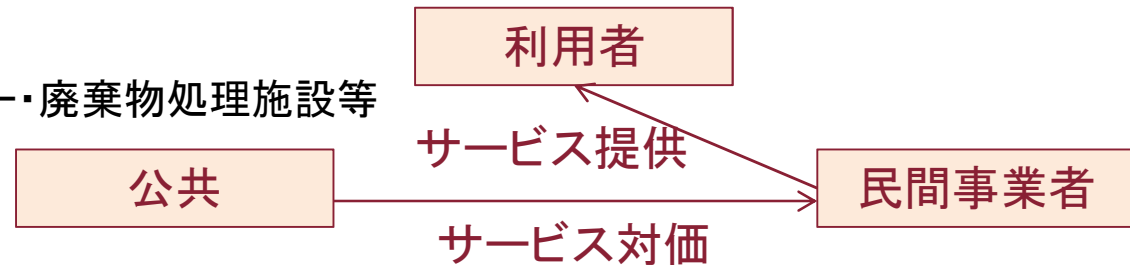 利用者
ー・廃棄物処理施設等
サービス提供
公共
民間事業者
サービス対価